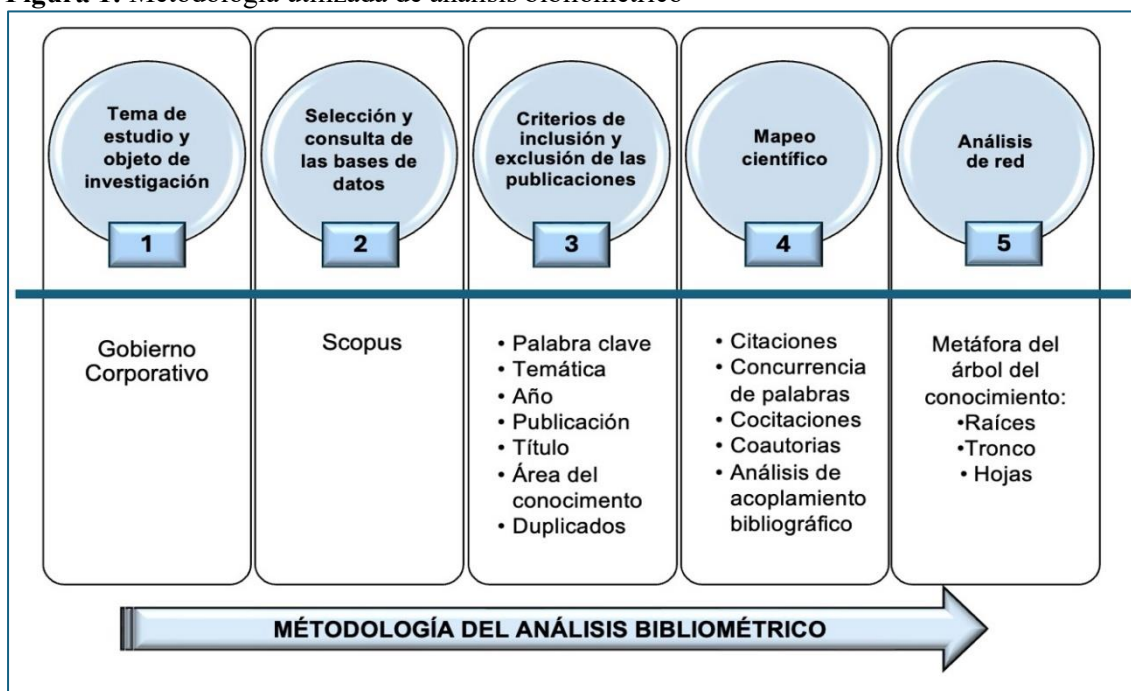 Figura 1. Metodología utilizada de análisis bibliométrico
Tema de
estudio y
objeto de
investigación
1
Gobierno
Corporativo
Selección y
consulta de
las bases de
datos
2
Scopus
Criterios de
inclusión y
exclusión de las
publicaciones
3
• Palabra clave
• Temática
• Año
• Publicación
• Título
• Área del
conocimento
• Duplicados
Mapeo
científico
4
• Citaciones
• Concurrencia
de palabras
• Cocitaciones
• Coautorias
• Análisis de
acoplamiento
bibliográfico
Análisis
de red
5
Metáfora del
árbol del
conocimiento:
•Raíces
•Tronco
• Hojas
MÉTODOLOGÍA DEL ANÁLISIS BIBLIOMÉTRICO